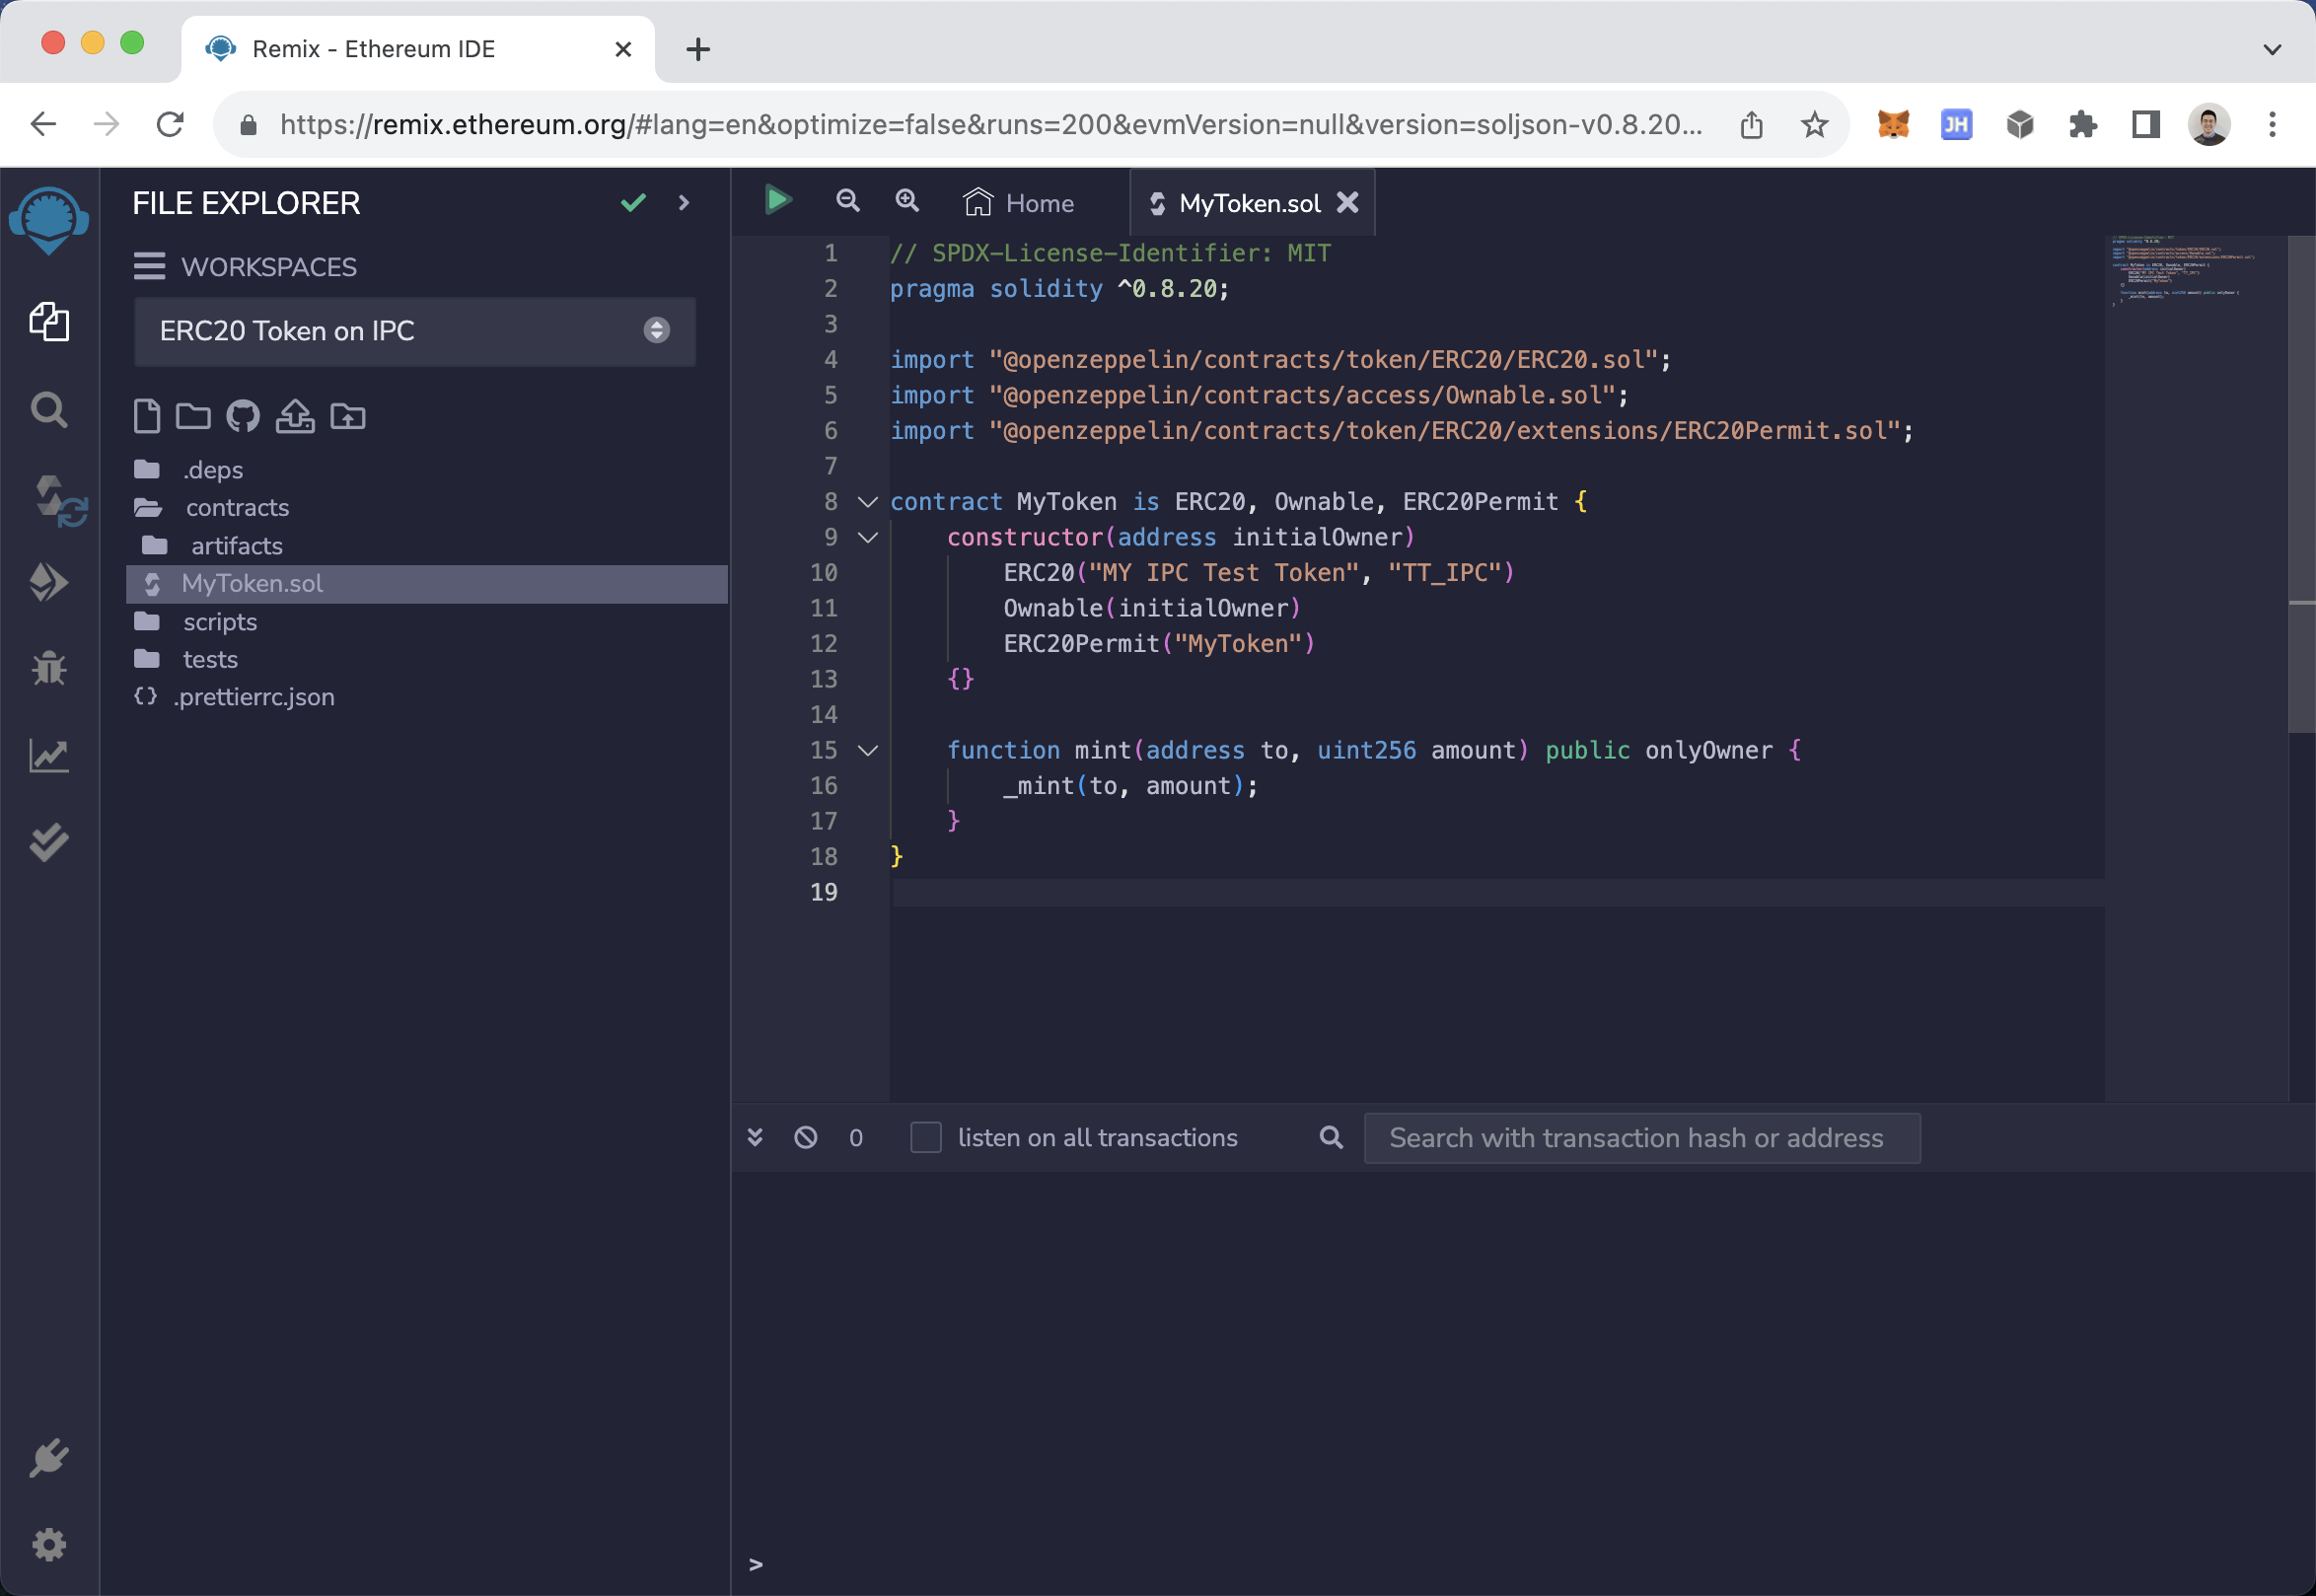 Remix - Ethereum IDE
https://remix.ethereum.org/#lang=en&optimize=false&runs=200&evmVersion=null&version=soljson-v0.8.20...
JH
FILE EXPLORER
WORKSPACES
ERC20 Token on IPC
.deps
contracts
artifacts
MyToken.sol
scripts
tests
{} .prettierrc.json
Home
MyToken.sol
1 // SPDX-License-Identifier: MIT
2 pragma solidity ^0.8.20;
3
4 import "@openzeppelin/contracts/token/ERC20/ERC20.sol";
5 import "@openzeppelin/contracts/access/Ownable.sol";
6 import "@openzeppelin/contracts/token/ERC20/extensions/ERC20Permit.sol";
7
8 contract MyToken is ERC20, Ownable, ERC20Permit {
9 constructor(address initialOwner)
10 ERC20("MY IPC Test Token", "TT_IPC")
11 Ownable(initialOwner)
12 ERC20Permit("MyToken")
13 {}
14
15 function mint(address to, uint256 amount) public onlyOwner {
16 _mint(to, amount);
17 }
18 }
19
0
listen on all transactions
Search with transaction hash or address
>